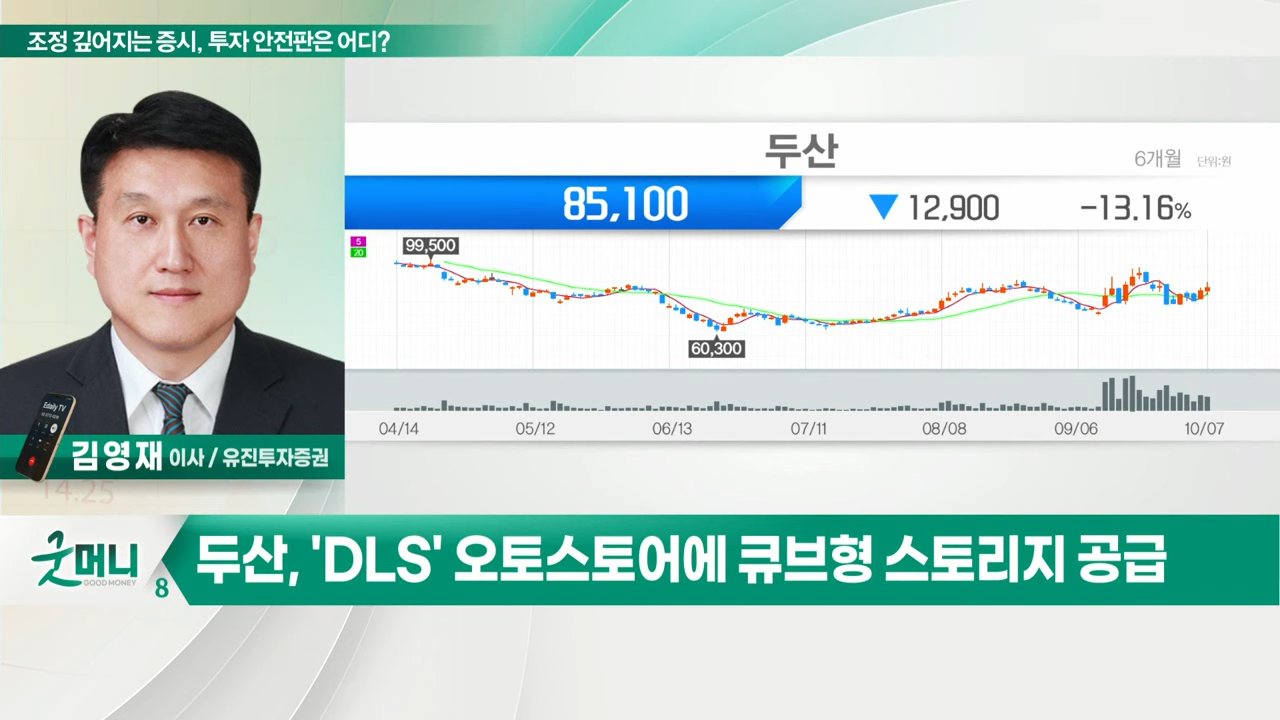 조정 깊어지는 증시, 투자 안전판은 어디?
두산
6개월 단위:원
85,100 ▼ 12,900 -13.16%
5
20
99,500
60,300
04/14 05/12 06/13 07/11 08/08 09/06 10/07
Edaily TV
김영재 이사 / 유진투자증권
14.25
굿머니
GOOD MONEY
8
두산, 'DLS' 오토스토어에 큐브형 스토리지 공급